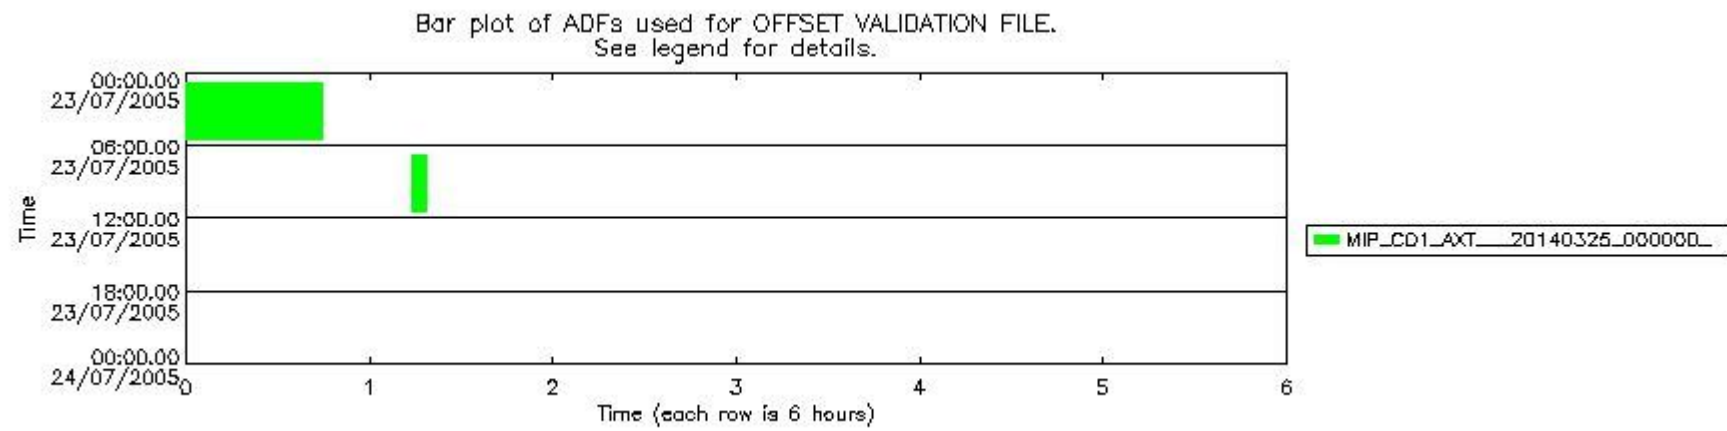 Bar plot of ADFs used for OFFSET VALIDATION FILE.
See legend for details.
00:00.00
23/07/2005
06:00.00
23/07/2005
12:00.00
23/07/2005
18:00.00
23/07/2005
00:00.00
24/07/2005
Time
0 1 2 3 4 5 6
Time (each row is 6 hours)
MIP_CO1_AXT___20140325_000000_